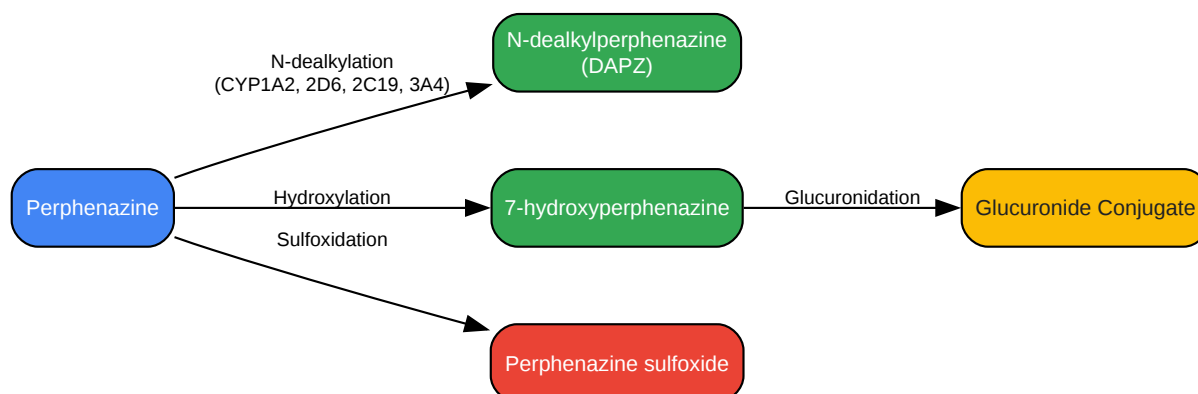 N-dealkylperphenazine
(DAPZ)
N-dealkylation
(CYP1A2, 2D6, 2C19, 3A4)
Perphenazine
Hydroxylation
7-hydroxyperphenazine
Glucuronidation
Glucuronide Conjugate
Sulfoxidation
Perphenazine sulfoxide